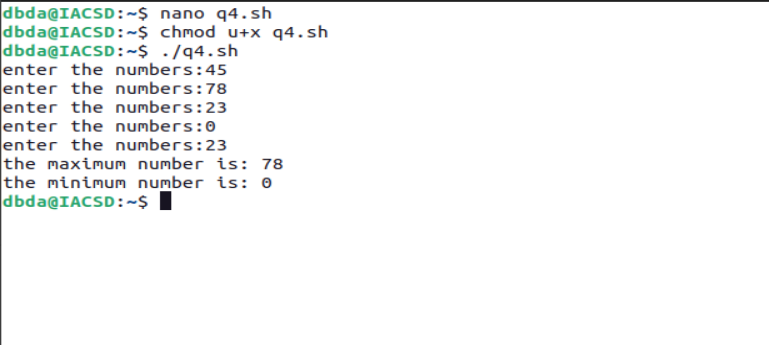 dbda@IACSD:~$ nano q4.sh
dbda@IACSD:~$ chmod u+x q4.sh
dbda@IACSD:~$ ./q4.sh
enter the numbers:45
enter the numbers:78
enter the numbers:23
enter the numbers:0
enter the numbers:23
the maximum number is: 78
the minimum number is: 0
dbda@IACSD:~$